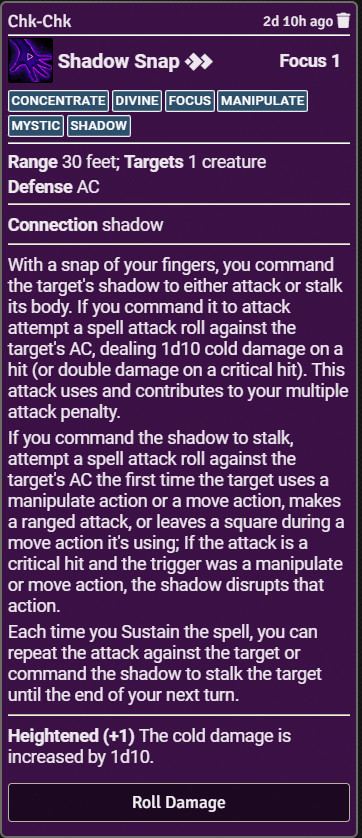 Chk-Chk 2d 10h ago
Shadow Snap Focus 1
CONCENTRATE DIVINE FOCUS MANIPULATE
MYSTIC SHADOW
Range 30 feet; Targets 1 creature
Defense AC
Connection shadow
With a snap of your fingers, you command
the target's shadow to either attack or stalk
its body. If you command it to attack
attempt a spell attack roll against the
target's AC, dealing 1d10 cold damage on a
hit (or double damage on a critical hit). This
attack uses and contributes to your multiple
attack penalty.
If you command the shadow to stalk,
attempt a spell attack roll against the
target's AC the first time the target uses a
manipulate action or a move action, makes
a ranged attack, or leaves a square during a
move action it's using; If the attack is a
critical hit and the trigger was a manipulate
or move action, the shadow disrupts that
action.
Each time you Sustain the spell, you can
repeat the attack against the target or
command the shadow to stalk the target
until the end of your next turn.
Heightened (+1) The cold damage is
increased by 1d10.
Roll Damage